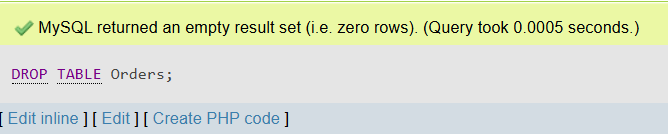 MySQL returned an empty result set (i.e. zero rows). (Query took 0.0005 seconds.)
DROP TABLE Orders;
[ Edit inline ] [ Edit ] [ Create PHP code ]